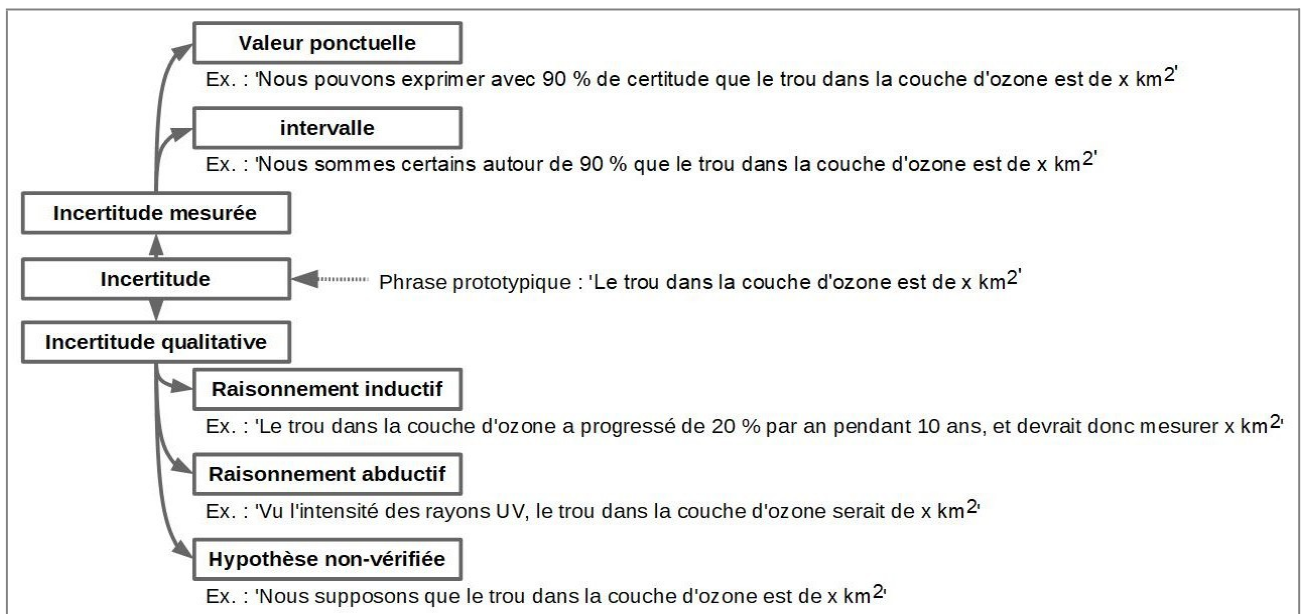 Valeur ponctuelle
Ex. : 'Nous pouvons exprimer avec 90 % de certitude que le trou dans la couche d'ozone est de x km2'
intervalle
Ex. : 'Nous sommes certains autour de 90 % que le trou dans la couche d'ozone est de x km2'
Incertitude mesurée
Incertitude
Phrase prototypique : 'Le trou dans la couche d'ozone est de x km2'
Incertitude qualitative
Raisonnement inductif
Ex. : 'Le trou dans la couche d'ozone a progressé de 20 % par an pendant 10 ans, et devrait donc mesurer x km2'
Raisonnement abductif
Ex. : 'Vu l'intensité des rayons UV, le trou dans la couche d'ozone serait de x km2'
Hypothèse non-vérifiée
Ex. : 'Nous supposons que le trou dans la couche d'ozone est de x km2'